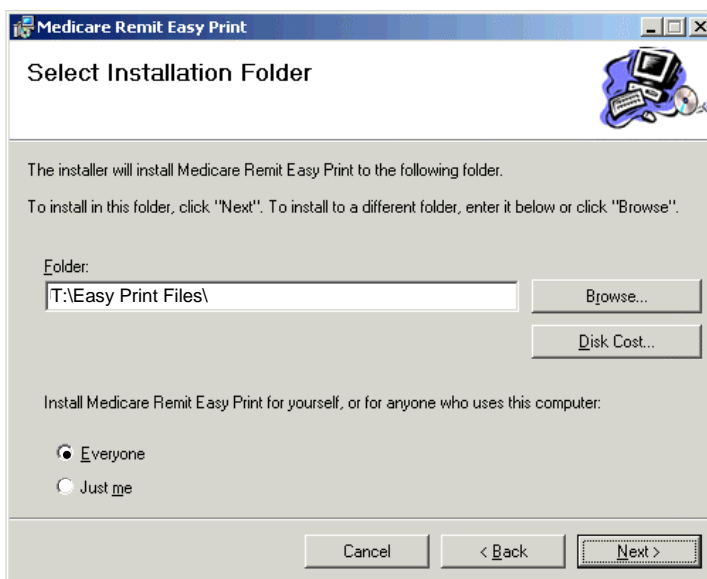 Medicare Remit Easy Print
Select Installation Folder
The installer will install Medicare Remit Easy Print to the following folder.
To install in this folder, click "Next". To install to a different folder, enter it below or click "Browse".
Folder:
T:\Easy Print Files\
Browse...
Disk Cost...
Install Medicare Remit Easy Print for yourself, or for anyone who uses this computer:
Everyone
Just me
Cancel
< Back
Next >